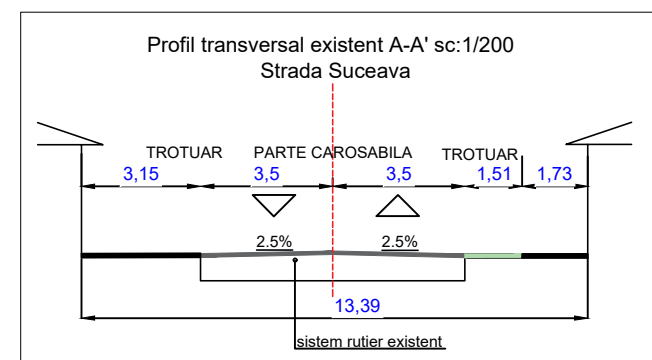 Profil transversal existent A-A' sc:1/200
Strada Suceava
TROTUAR PARTE CAROSABILA TROTUAR
3,15 3,5 3,5 1,51 1,73
2.5% 2.5%
13,39
sistem rutier existent